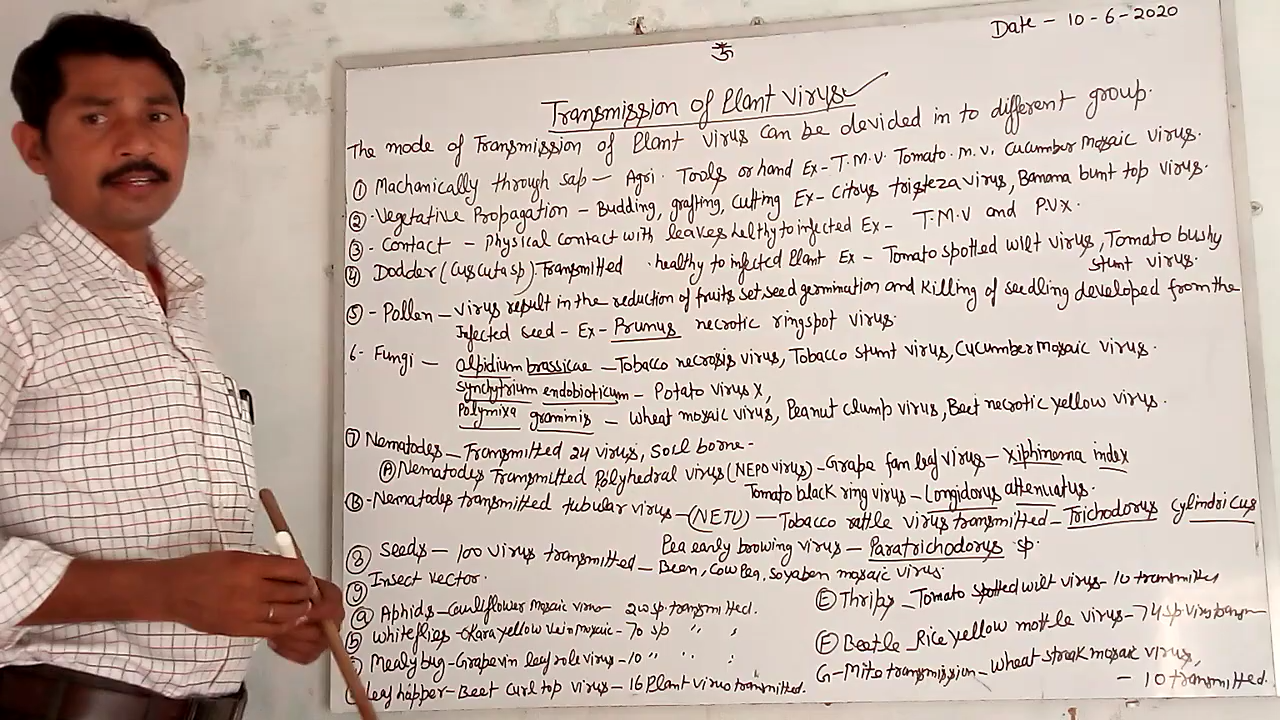 Date - 10-6-2020
ॐ
Transmission of Plant virus
The mode of Transmission of Plant virus can be devided in to different group.
① Machanically through sap - Agri. Tools or hand Ex- T.M.V. Tomato.M.V. Cucumber Mosaic virus.
②.Vegetative Propagation - Budding, grafting, Cutting Ex- Citrus tristeza virus, Banana bunt top virus.
③- Contact - Physical contact with leaves helthy to infected Ex- T.M.V and P.V.X.
④ Dodder (Cuscuta sp) Transmitted healthy to infected Plant Ex - Tomato spotted wilt virus, Tomato bushy
stunt virus.
⑤ - Pollen - virus result in the reduction of fruits set, seed germination and killing of seedling developed from the
Infected seed - Ex- Prunus necrotic ringspot virus.
6- Fungi - olpidium brassicae - Tobacco necrosis virus, Tobacco stunt virus, Cucumber mosaic virus.
Synchytrium endobioticum - Potato virus X,
Polymixa grammis - wheat mosaic virus, Peanut clump virus, Beet necrotic yellow virus.
⑦ Nematodes - Transmitted 24 virus, Soil borne-
Ⓐ Nematodes Transmitted Polyhedral virus (NEPO virus) - Grape fan leaf virus - Xiphinema index
Tomato black ring virus - Longidorus attenuatus.
Ⓑ-Nematodes transmitted tubular virus - (NETU) - Tobacco rattle virus transmitted - Trichodorus cylindricus
Pea early browing virus - Paratrichodorus sp.
⑧ Seeds - 100 virus transmitted - Been, Cow Pea, Soyaben mosaic virus.
⑨ Insect vector.
ⓐ Aphids - Cauliflower Mosaic virus 200 sp. transmitted.
ⓑ whiteflies - Okara yellow vein mosaic - 70 sp " "
Mealy bug - Grapevin leaf role virus - 10 " "
leaf happer - Beet curl top virus - 16 Plant virus transmitted.
Ⓔ Thrips - Tomato spotted wilt virus - 10 transmitted
Ⓕ Beatle Rice yellow mottle virus - 74 sp virus
G- Mite transmission - wheat streak mosaic virus,
- 10 transmitted.